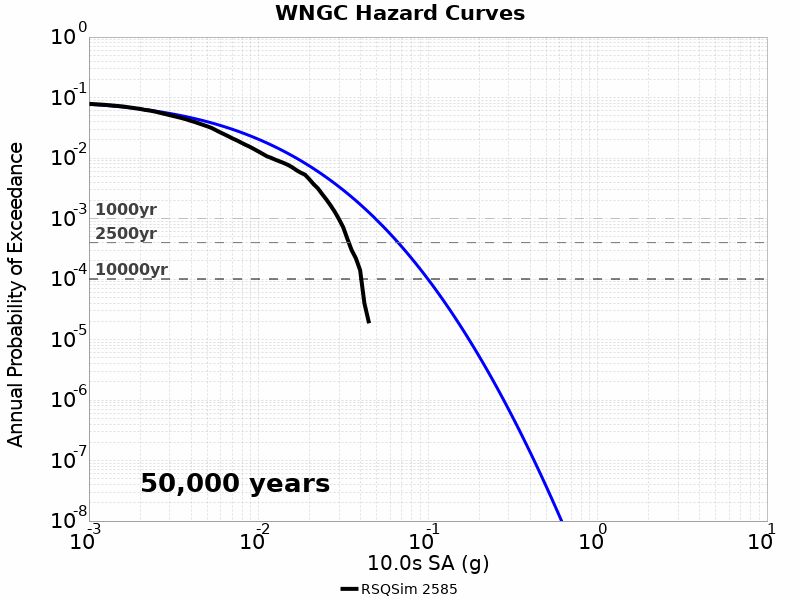 WNGC Hazard Curves
Annual Probability of Exceedance
10^0
10^-1
10^-2
10^-3
10^-4
10^-5
10^-6
10^-7
10^-8
1000yr
2500yr
10000yr
50,000 years
10^-3 10^-2 10^-1 10^0 10^1
10.0s SA (g)
RSQSim 2585